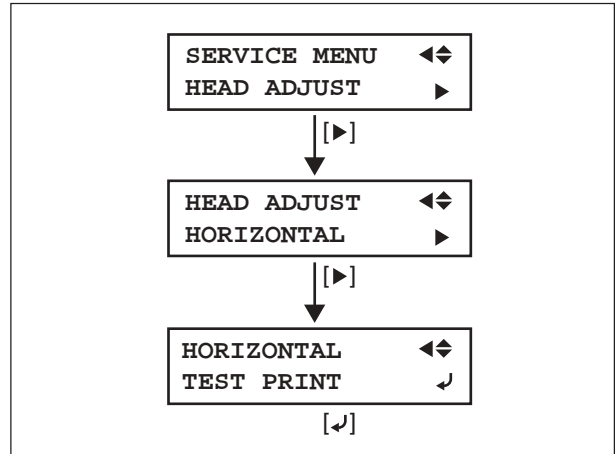 SERVICE MENU ◀◆
HEAD ADJUST ▶
[▶]
HEAD ADJUST ◀◆
HORIZONTAL ▶
[▶]
HORIZONTAL ◀◆
TEST PRINT ↵
[↵]